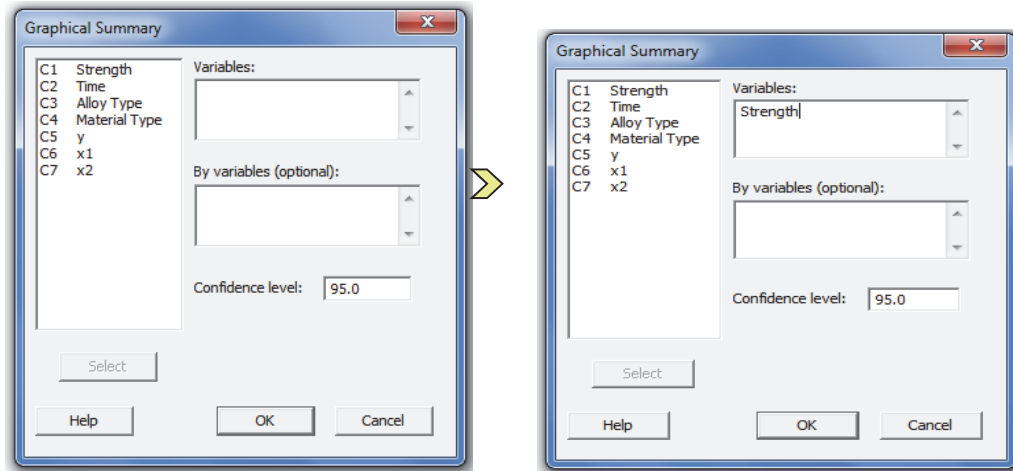 Graphical Summary
C1 Strength
C2 Time
C3 Alloy Type
C4 Material Type
C5 y
C6 x1
C7 x2
Variables:
By variables (optional):
Confidence level: 95.0
Select
Help
OK
Cancel
Graphical Summary
C1 Strength
C2 Time
C3 Alloy Type
C4 Material Type
C5 y
C6 x1
C7 x2
Variables:
Strength
By variables (optional):
Confidence level: 95.0
Select
Help
OK
Cancel